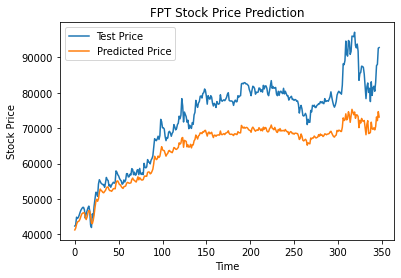 FPT Stock Price Prediction
Test Price
Predicted Price
90000
80000
70000
60000
50000
40000
Stock Price
0 50 100 150 200 250 300 350
Time